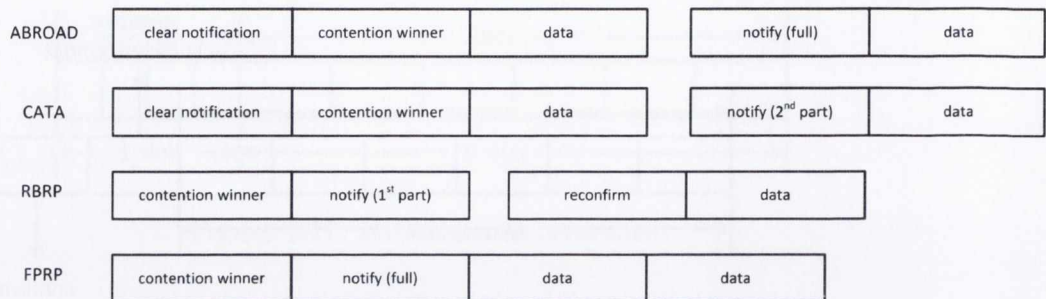 ABROAD clear notification contention winner data notify (full) data
CATA clear notification contention winner data notify (2nd part) data
RBRP contention winner notify (1st part) reconfirm data
FPRP contention winner notify (full) data data